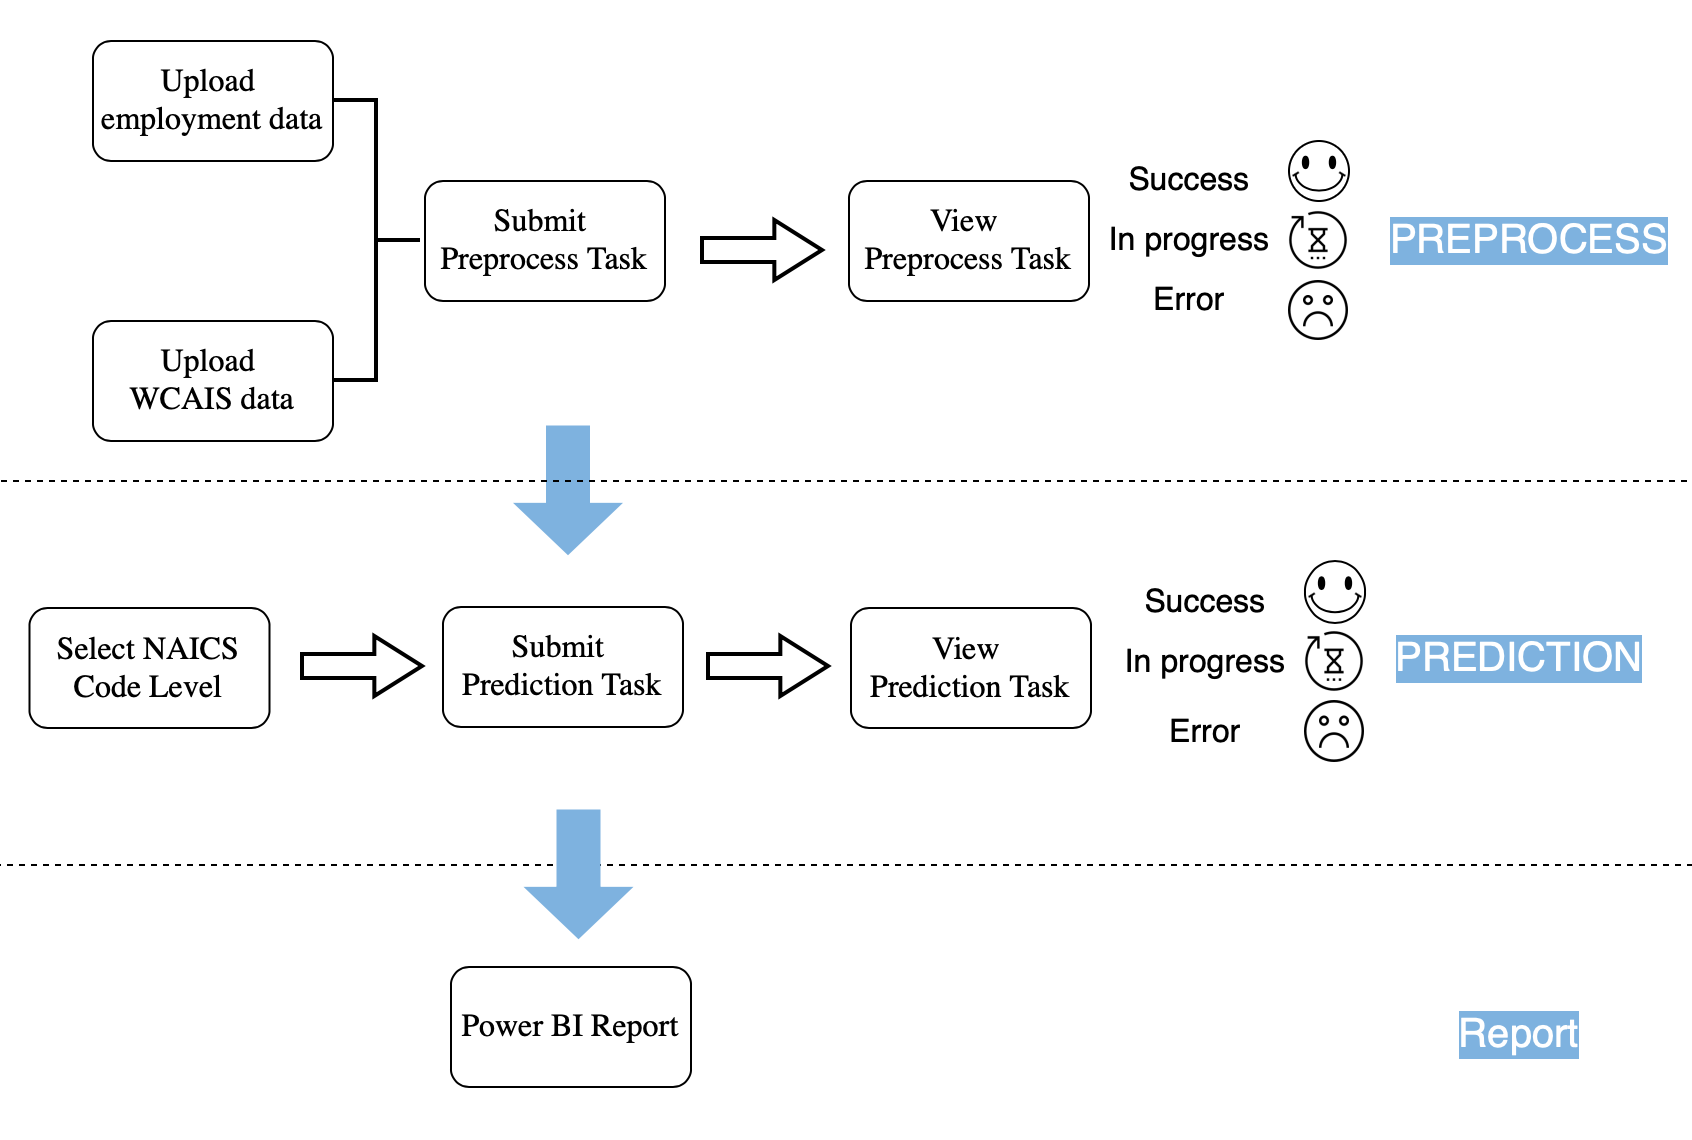 Upload
employment data
Upload
WCAIS data
Submit
Preprocess Task
View
Preprocess Task
Success
In progress
Error
PREPROCESS
Select NAICS
Code Level
Submit
Prediction Task
View
Prediction Task
Success
In progress
Error
PREDICTION
Power BI Report
Report